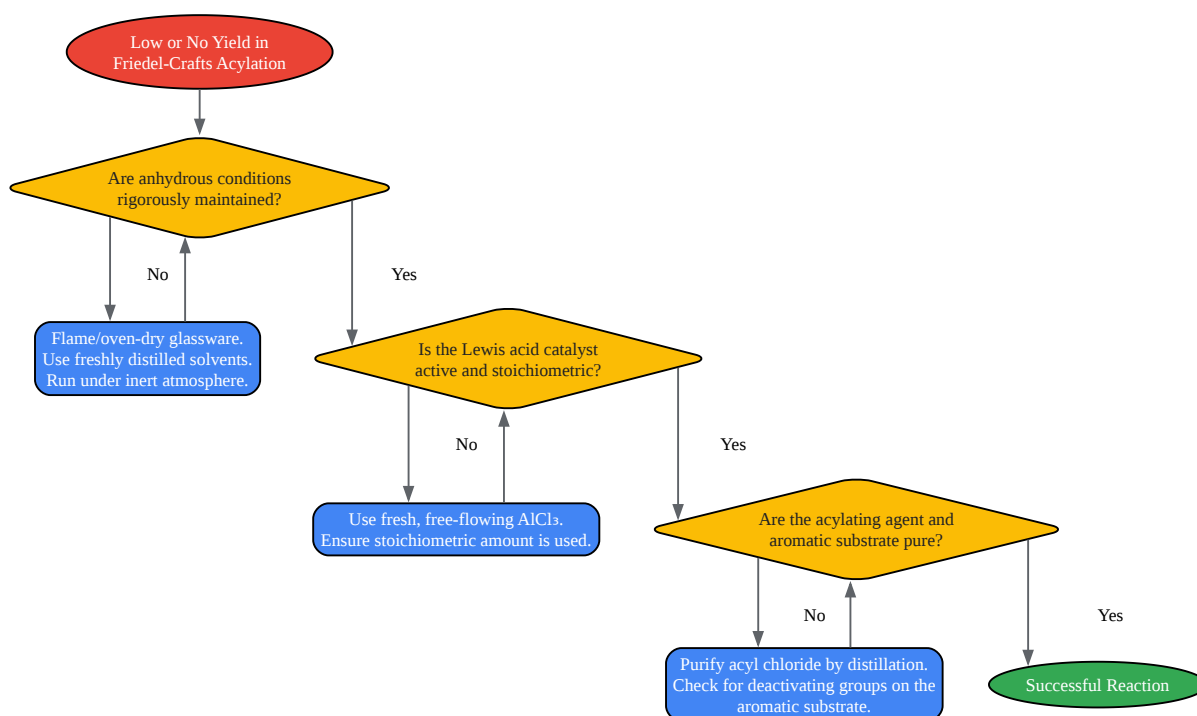 Low or No Yield in
Friedel-Crafts Acylation
Are anhydrous conditions
rigorously maintained?
No
Yes
Flame/oven-dry glassware.
Use freshly distilled solvents.
Run under inert atmosphere.
Is the Lewis acid catalyst
active and stoichiometric?
No
Yes
Use fresh, free-flowing AlCl₃.
Ensure stoichiometric amount is used.
Are the acylating agent and
aromatic substrate pure?
No
Yes
Purify acyl chloride by distillation.
Check for deactivating groups on the
aromatic substrate.
Successful Reaction